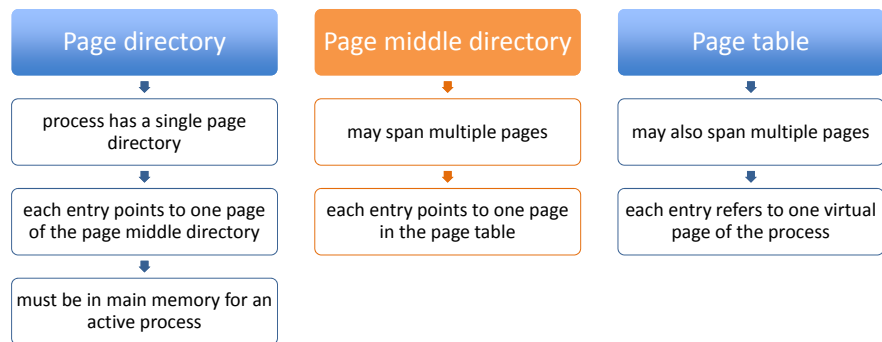 Page directory
process has a single page
directory
each entry points to one page
of the page middle directory
must be in main memory for an
active process
Page middle directory
may span multiple pages
each entry points to one page
in the page table
Page table
may also span multiple pages
each entry refers to one virtual
page of the process